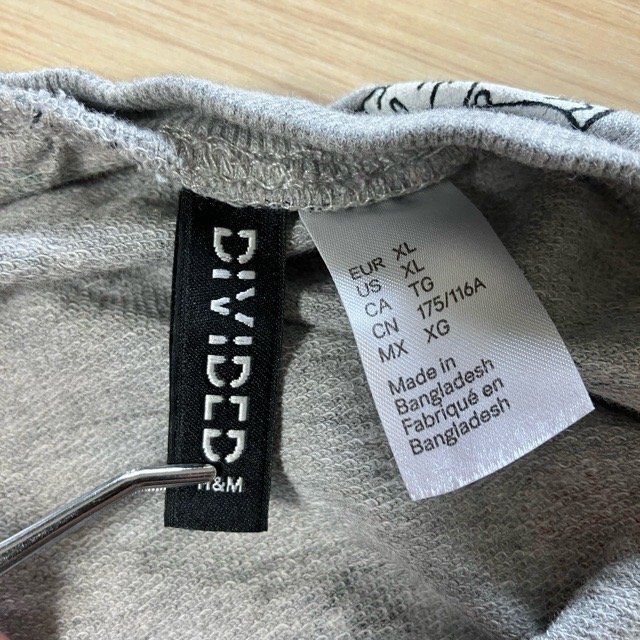 DIVIDED
H&M
EUR XL
US XL
CA TG
CN 175/116A
MX XG
Made in
Bangladesh
Fabriqué en
Bangladesh